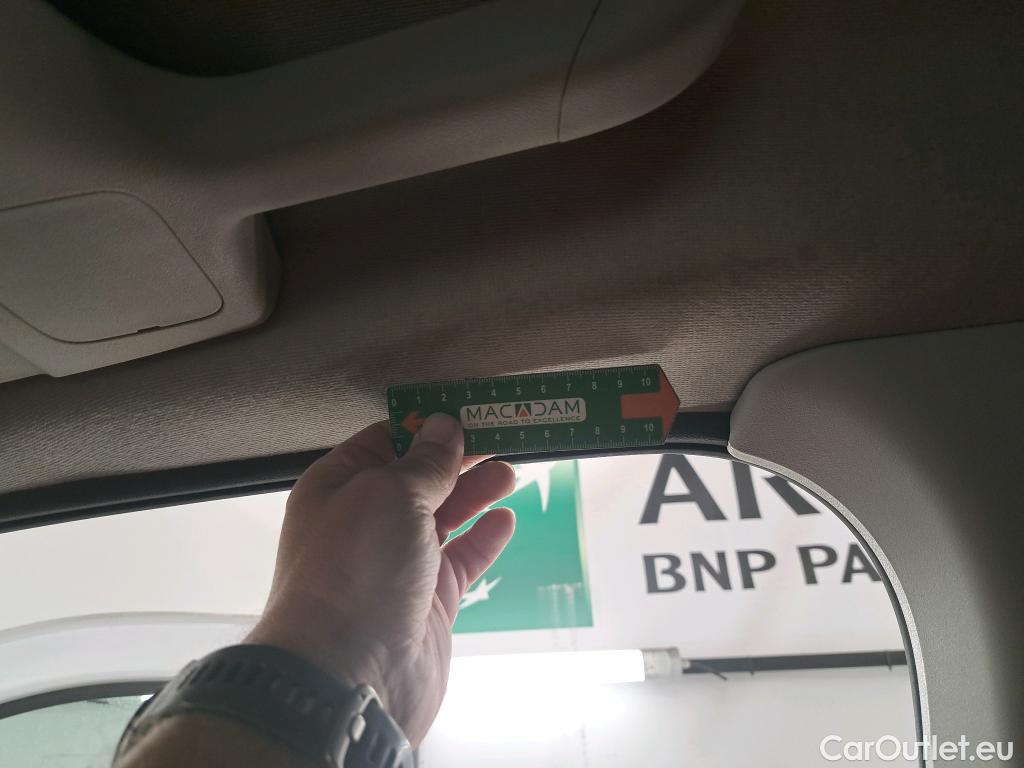 0 1 2 3 4 5 6 7 8 9 10
MACADAM
ON THE ROAD TO EXCELLENCE
0 3 4 5 6 7 8 9 10
AR
BNP PA
CarOutlet.eu